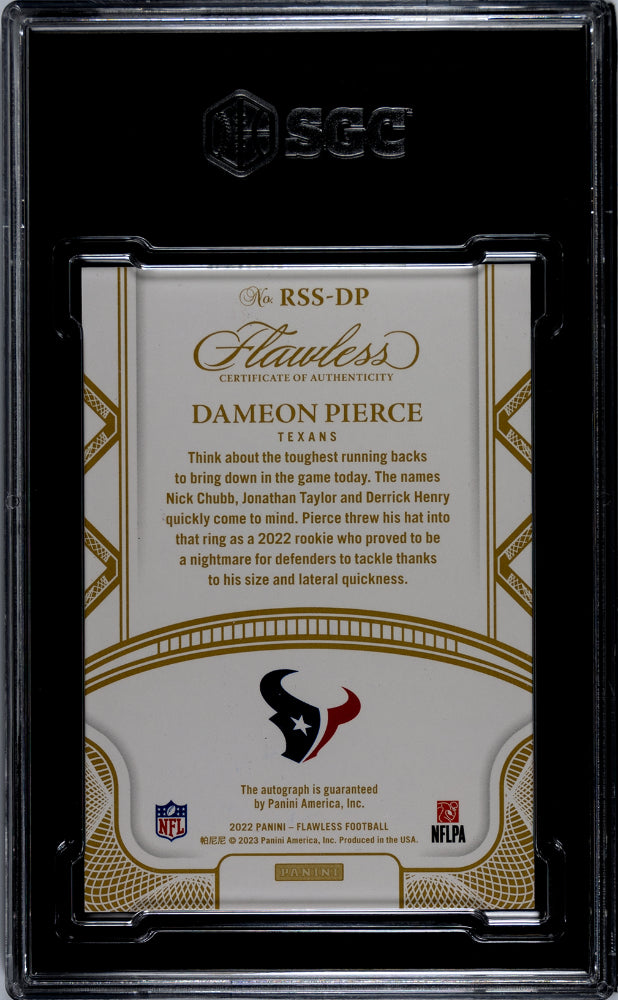 SGC
No. RSS-DP
Flawless
CERTIFICATE OF AUTHENTICITY
DAMEON PIERCE
TEXANS
Think about the toughest running backs
to bring down in the game today. The names
Nick Chubb, Jonathan Taylor and Derrick Henry
quickly come to mind. Pierce threw his hat into
that ring as a 2022 rookie who proved to be
a nightmare for defenders to tackle thanks
to his size and lateral quickness.
The autograph is guaranteed
by Panini America, Inc.
NFL
NFLPA
2022 PANINI – FLAWLESS FOOTBALL
帕尼尼 © 2023 Panini America, Inc. Produced in the USA.
PANINI